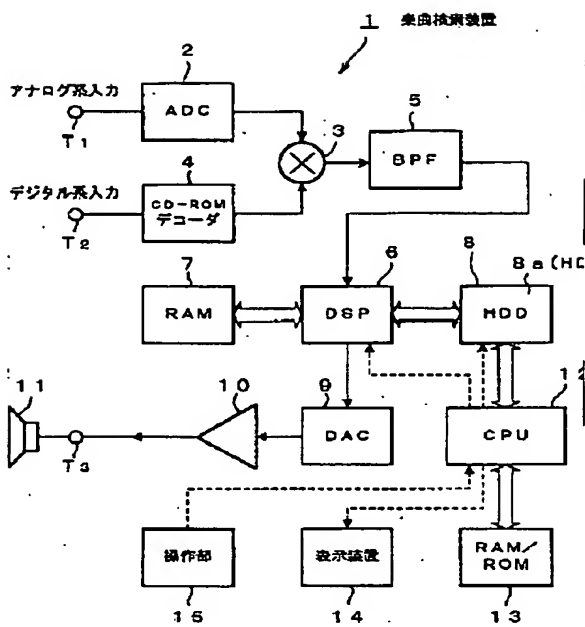 1 楽曲検索装置
2
アナログ系入力
ADC
T1
3
5
BPF
デジタル系入力
4
CD-ROM
デコーダ
T2
7
RAM
6
DSP
8
HDD
8a(HD
12
CPU
11
T3
10
9
DAC
15
操作部
14
表示装置
13
RAM/
ROM